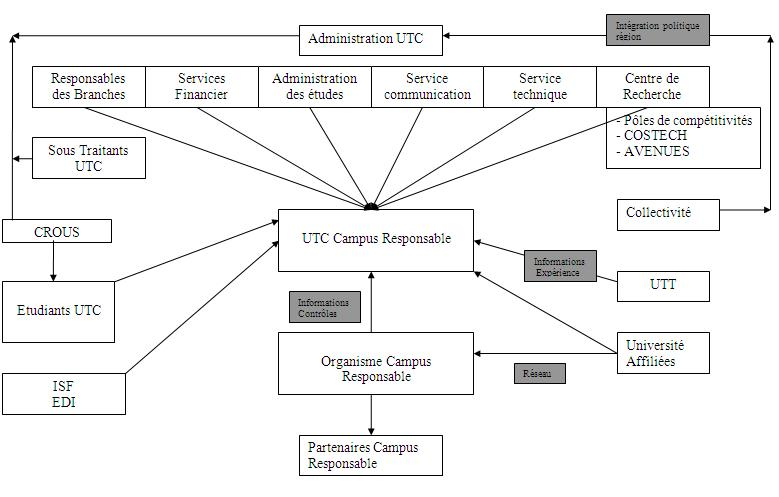 Intégration politique
région
Administration UTC
Responsables
des Branches
Services
Financier
Administration
des études
Service
communication
Service
technique
Centre de
Recherche
- Pôles de compétitivités
- COSTECH
- AVENUES
Sous Traitants
UTC
Collectivité
CROUS
UTC Campus Responsable
Informations
Expérience
UTT
Etudiants UTC
Informations
Contrôles
Organisme Campus
Responsable
Université
Affiliées
Réseau
ISF
EDI
Partenaires Campus
Responsable